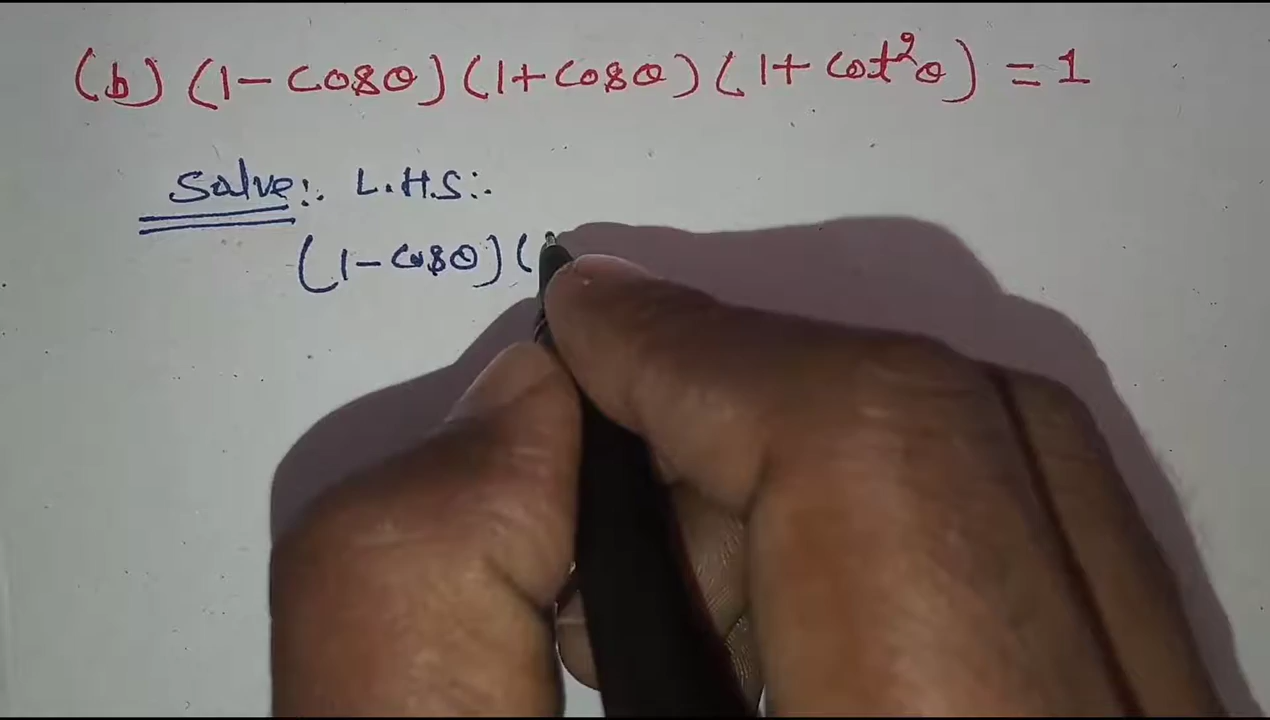 (b) (1 - cosθ) (1 + cosθ) (1 + cot²θ) = 1
Solve:. L.H.S:.
(1 - cosθ) (